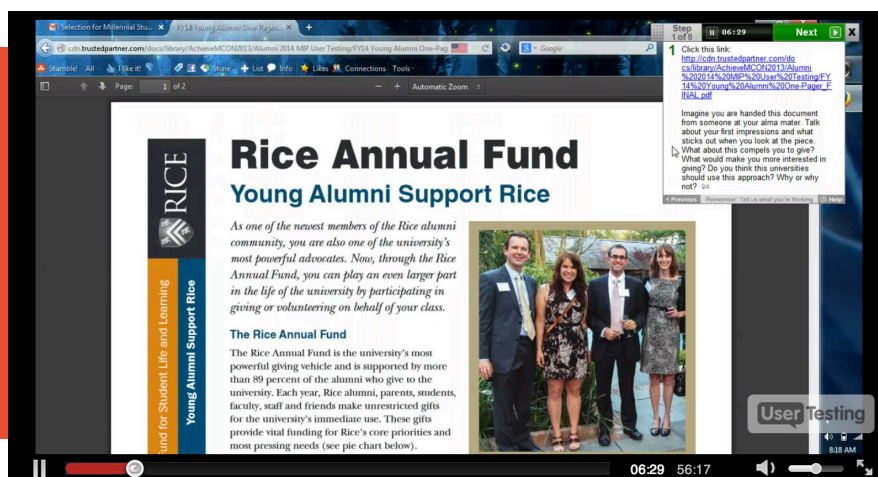 Selection for Millennial Stu...
FY14 Young Alumni One-Pager...
cdn.trustedpartner.com/docs/library/AchieveMCON2013/Alumni 2014 MIP User Testing/FY14 Young Alumni One-Pag
Google
Stumble! All I like it! Share List Info Likes Connections Tools
Page: 1 of 2
Automatic Zoom
Step
1 of 8
06:29
Next
X
1 Click this link:
http://cdn.trustedpartner.com/do
cs/library/AchieveMCON2013/Alumni
%202014%20MIP%20User%20Testing/FY
14%20Young%20Alumni%20One-Pager_F
INAL.pdf
Imagine you are handed this document
from someone at your alma mater. Talk
about your first impressions and what
sticks out when you look at the piece.
What about this compels you to give?
What would make you more interested in
giving? Do you think this universities
should use this approach? Why or why
not?
Previous
Remember: Tell us what you're thinking
Help
RICE
Fund for Student Life and Learning
Young Alumni Support Rice
Rice Annual Fund
Young Alumni Support Rice
As one of the newest members of the Rice alumni
community, you are also one of the university's
most powerful advocates. Now, through the Rice
Annual Fund, you can play an even larger part
in the life of the university by participating in
giving or volunteering on behalf of your class.
The Rice Annual Fund
The Rice Annual Fund is the university's most
powerful giving vehicle and is supported by more
than 89 percent of the alumni who give to the
university. Each year, Rice alumni, parents, students,
faculty, staff and friends make unrestricted gifts
for the university's immediate use. These gifts
provide vital funding for Rice's core priorities and
most pressing needs (see pie chart below).
User Testing
8:18 AM
06:29 56:17